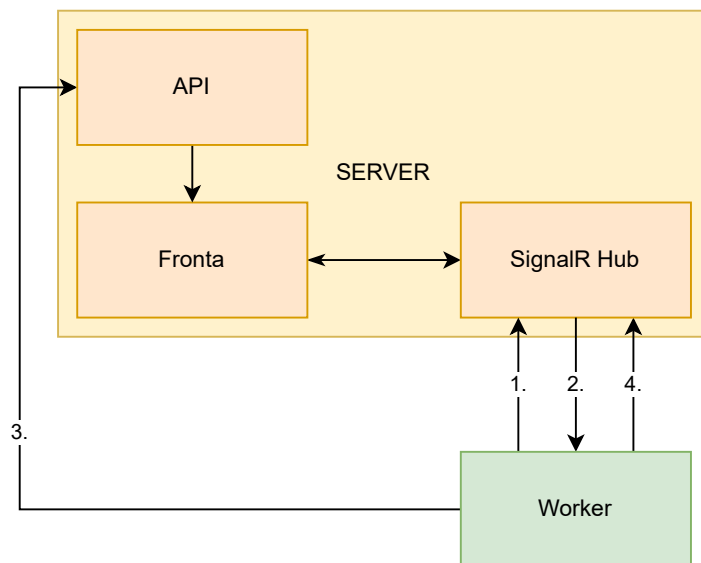 API
SERVER
Fronta
SignalR Hub
1.
2.
4.
3.
Worker